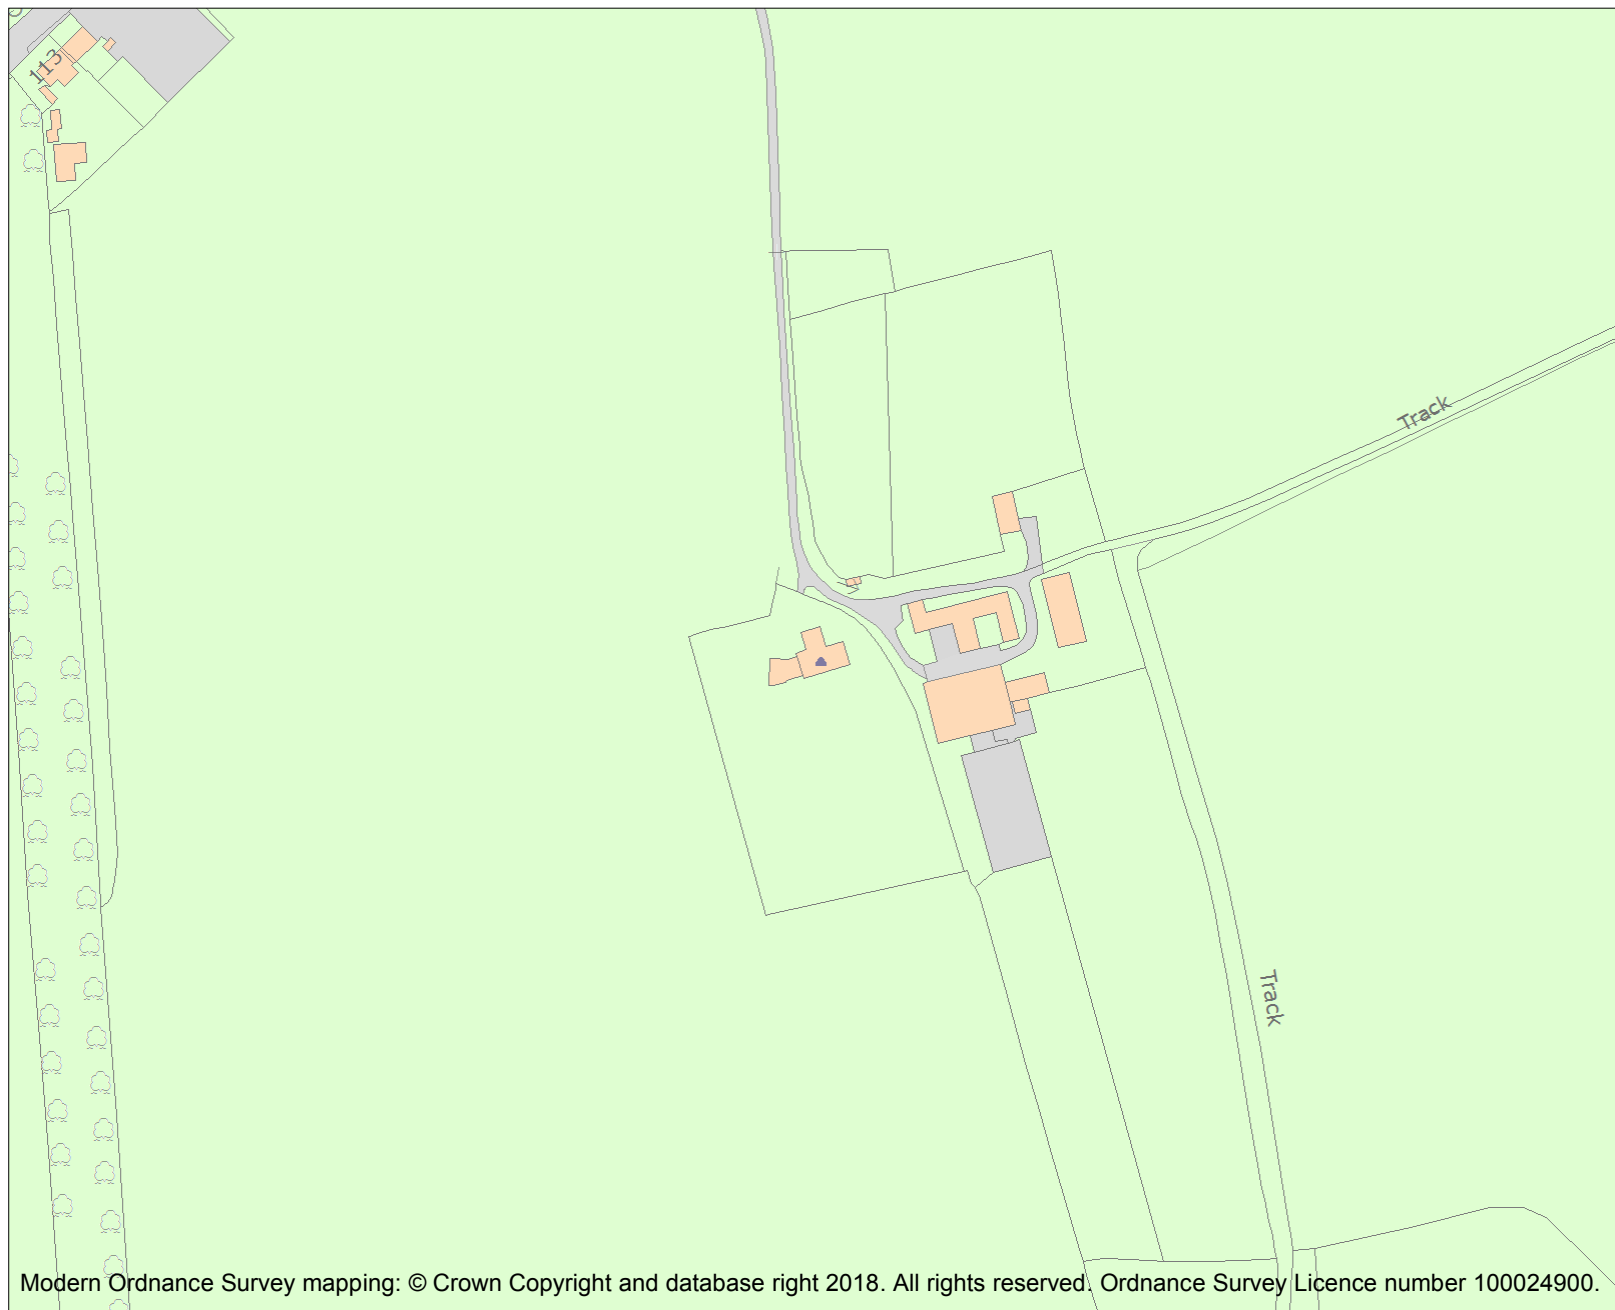 113
Track
Track
Modern Ordnance Survey mapping: © Crown Copyright and database right 2018. All rights reserved. Ordnance Survey Licence number 100024900.